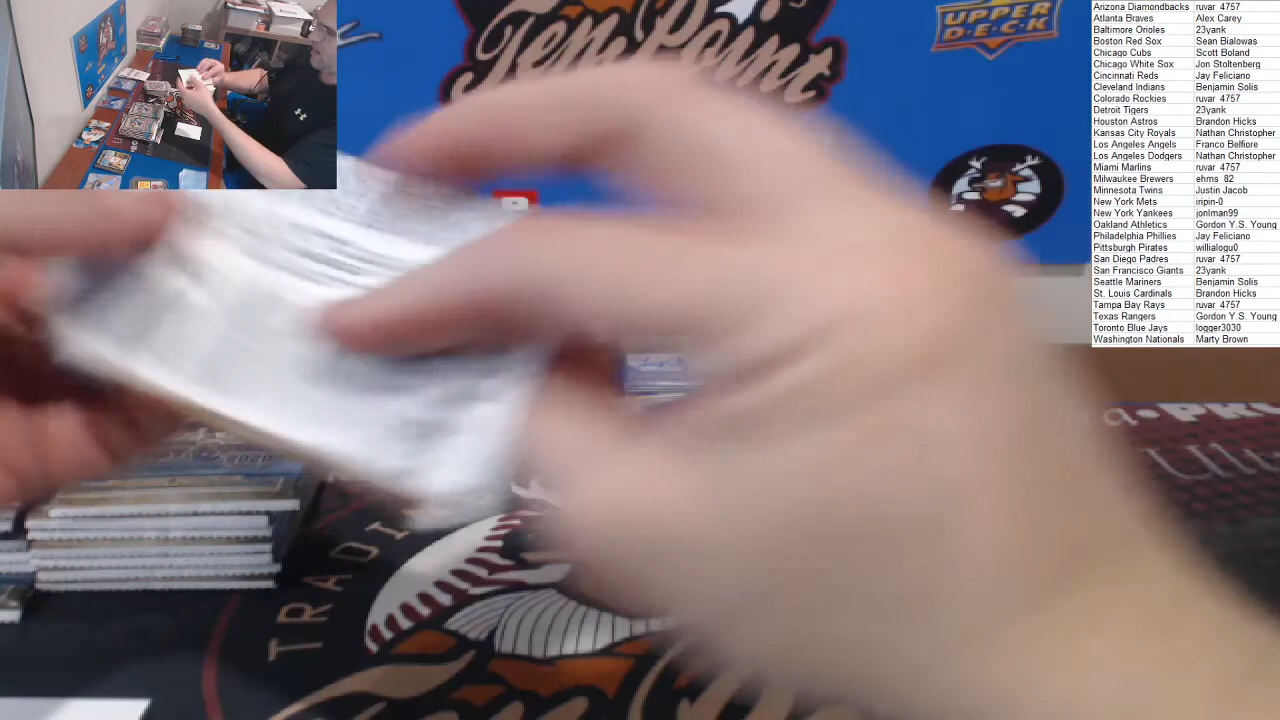 Ten Point
UPPER
D·E·C·K
Arizona Diamondbacks ruvar 4757
Atlanta Braves Alex Carey
Baltimore Orioles 23yank
Boston Red Sox Sean Bialowas
Chicago Cubs Scott Boland
Chicago White Sox Jon Stoltenberg
Cincinnati Reds Jay Feliciano
Cleveland Indians Benjamin Solis
Colorado Rockies ruvar 4757
Detroit Tigers 23yank
Houston Astros Brandon Hicks
Kansas City Royals Nathan Christopher
Los Angeles Angels Franco Belfiore
Los Angeles Dodgers Nathan Christopher
Miami Marlins ruvar 4757
Milwaukee Brewers ehms 82
Minnesota Twins Justin Jacob
New York Mets iripin-0
New York Yankees jonlman99
Oakland Athletics Gordon Y.S. Young
Philadelphia Phillies Jay Feliciano
Pittsburgh Pirates willialogu0
San Diego Padres ruvar 4757
San Francisco Giants 23yank
Seattle Mariners Benjamin Solis
St. Louis Cardinals Brandon Hicks
Tampa Bay Rays ruvar 4757
Texas Rangers Gordon Y.S. Young
Toronto Blue Jays logger3030
Washington Nationals Marty Brown
a•PRO
Ult
2020
TRADI